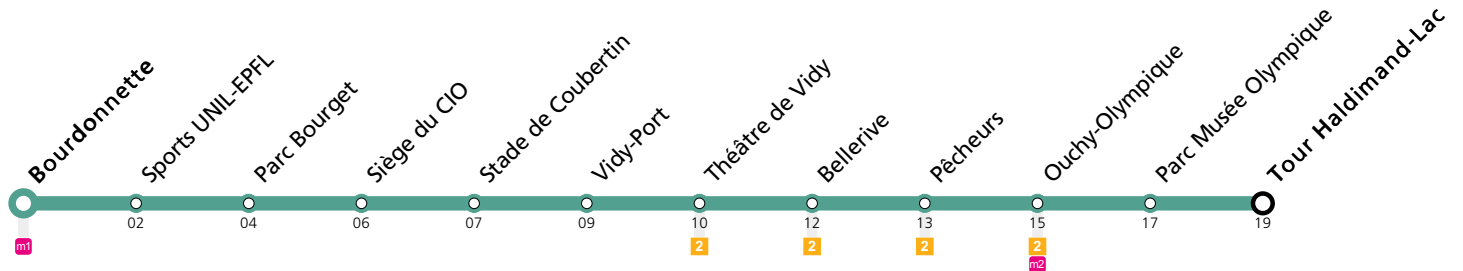 Bourdonnette
Sports UNIL-EPFL
Parc Bourget
Siège du CIO
Stade de Coubertin
Vidy-Port
Théâtre de Vidy
Bellerive
Pêcheurs
Ouchy-Olympique
Parc Musée Olympique
Tour Haldimand-Lac
02 04 06 07 09 10 12 13 15 17 19
m1 2 2 2 2
m2